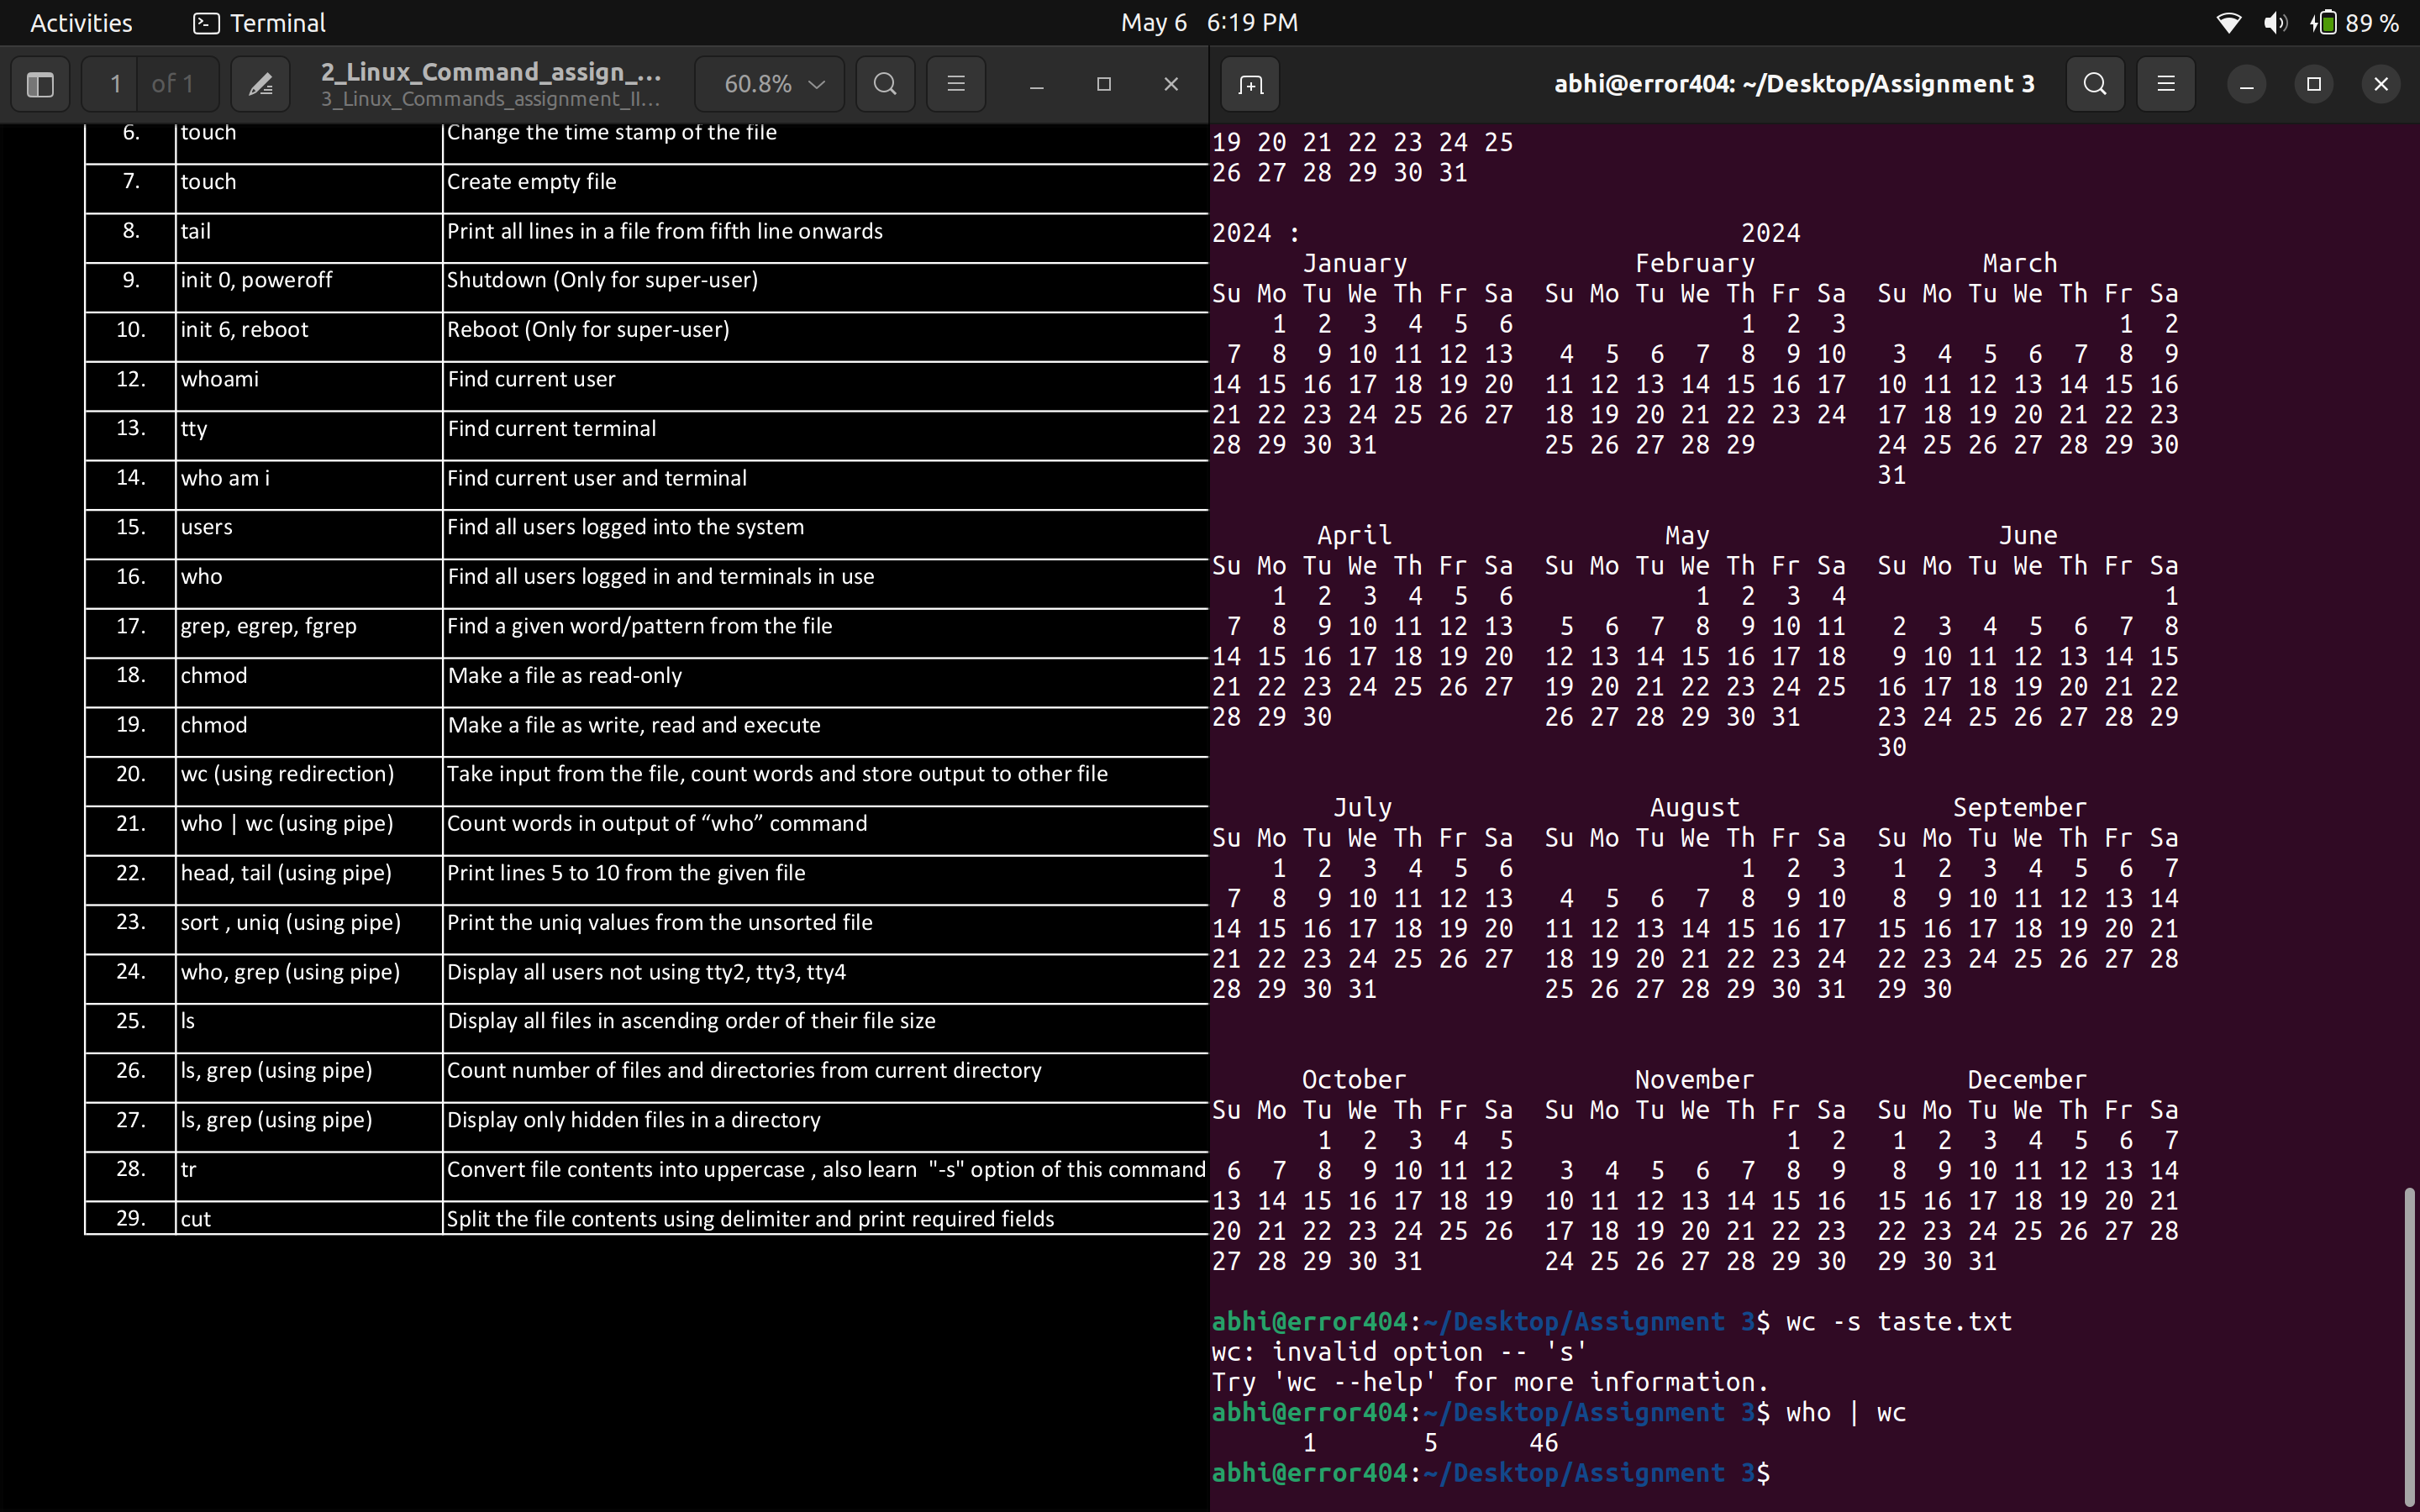 Activities Terminal May 6 6:19 PM 89 %
1 of 1 2_Linux_Command_assign_... 60.8%
3_Linux_Commands_assignment_II...
6. touch Change the time stamp of the file
7. touch Create empty file
8. tail Print all lines in a file from fifth line onwards
9. init 0, poweroff Shutdown (Only for super-user)
10. init 6, reboot Reboot (Only for super-user)
12. whoami Find current user
13. tty Find current terminal
14. who am i Find current user and terminal
15. users Find all users logged into the system
16. who Find all users logged in and terminals in use
17. grep, egrep, fgrep Find a given word/pattern from the file
18. chmod Make a file as read-only
19. chmod Make a file as write, read and execute
20. wc (using redirection) Take input from the file, count words and store output to other file
21. who | wc (using pipe) Count words in output of “who” command
22. head, tail (using pipe) Print lines 5 to 10 from the given file
23. sort , uniq (using pipe) Print the uniq values from the unsorted file
24. who, grep (using pipe) Display all users not using tty2, tty3, tty4
25. ls Display all files in ascending order of their file size
26. ls, grep (using pipe) Count number of files and directories from current directory
27. ls, grep (using pipe) Display only hidden files in a directory
28. tr Convert file contents into uppercase , also learn "-s" option of this command
29. cut Split the file contents using delimiter and print required fields
abhi@error404: ~/Desktop/Assignment 3
19 20 21 22 23 24 25
26 27 28 29 30 31
2024 : 2024
January February March
Su Mo Tu We Th Fr Sa Su Mo Tu We Th Fr Sa Su Mo Tu We Th Fr Sa
1 2 3 4 5 6 1 2 3 1 2
7 8 9 10 11 12 13 4 5 6 7 8 9 10 3 4 5 6 7 8 9
14 15 16 17 18 19 20 11 12 13 14 15 16 17 10 11 12 13 14 15 16
21 22 23 24 25 26 27 18 19 20 21 22 23 24 17 18 19 20 21 22 23
28 29 30 31 25 26 27 28 29 24 25 26 27 28 29 30
31
April May June
Su Mo Tu We Th Fr Sa Su Mo Tu We Th Fr Sa Su Mo Tu We Th Fr Sa
1 2 3 4 5 6 1 2 3 4 1
7 8 9 10 11 12 13 5 6 7 8 9 10 11 2 3 4 5 6 7 8
14 15 16 17 18 19 20 12 13 14 15 16 17 18 9 10 11 12 13 14 15
21 22 23 24 25 26 27 19 20 21 22 23 24 25 16 17 18 19 20 21 22
28 29 30 26 27 28 29 30 31 23 24 25 26 27 28 29
30
July August September
Su Mo Tu We Th Fr Sa Su Mo Tu We Th Fr Sa Su Mo Tu We Th Fr Sa
1 2 3 4 5 6 1 2 3 1 2 3 4 5 6 7
7 8 9 10 11 12 13 4 5 6 7 8 9 10 8 9 10 11 12 13 14
14 15 16 17 18 19 20 11 12 13 14 15 16 17 15 16 17 18 19 20 21
21 22 23 24 25 26 27 18 19 20 21 22 23 24 22 23 24 25 26 27 28
28 29 30 31 25 26 27 28 29 30 31 29 30
October November December
Su Mo Tu We Th Fr Sa Su Mo Tu We Th Fr Sa Su Mo Tu We Th Fr Sa
1 2 3 4 5 1 2 1 2 3 4 5 6 7
6 7 8 9 10 11 12 3 4 5 6 7 8 9 8 9 10 11 12 13 14
13 14 15 16 17 18 19 10 11 12 13 14 15 16 15 16 17 18 19 20 21
20 21 22 23 24 25 26 17 18 19 20 21 22 23 22 23 24 25 26 27 28
27 28 29 30 31 24 25 26 27 28 29 30 29 30 31
abhi@error404:~/Desktop/Assignment 3$ wc -s taste.txt
wc: invalid option -- 's'
Try 'wc --help' for more information.
abhi@error404:~/Desktop/Assignment 3$ who | wc
1 5 46
abhi@error404:~/Desktop/Assignment 3$